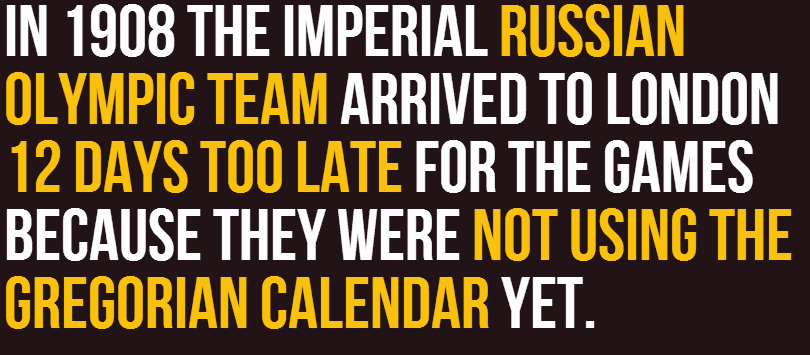 IN 1908 THE IMPERIAL RUSSIAN
OLYMPIC TEAM ARRIVED TO LONDON
12 DAYS TOO LATE FOR THE GAMES
BECAUSE THEY WERE NOT USING THE
GREGORIAN CALENDAR YET.